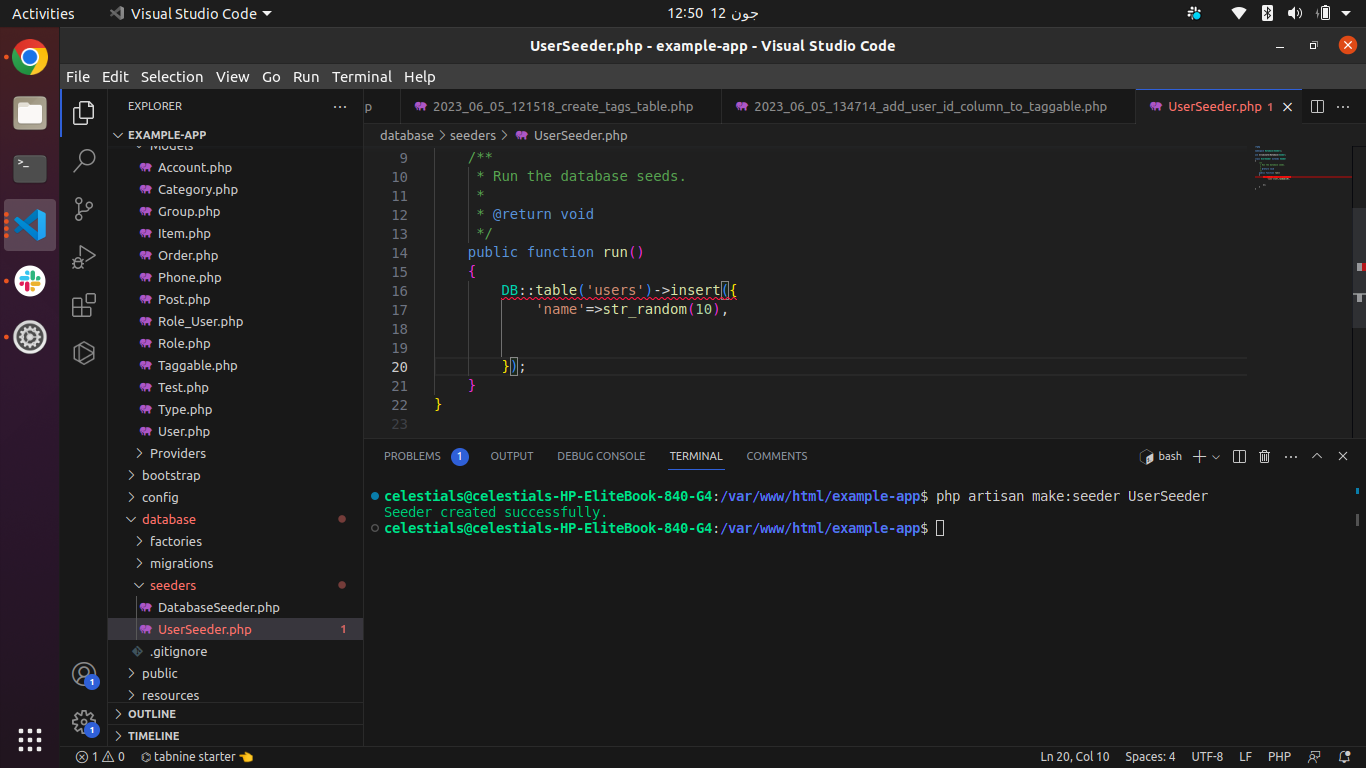 Activities
Visual Studio Code
12:50 12 جون
UserSeeder.php - example-app - Visual Studio Code
File Edit Selection View Go Run Terminal Help
EXPLORER
EXAMPLE-APP
Models
Account.php
Category.php
Group.php
Item.php
Order.php
Phone.php
Post.php
Role_User.php
Role.php
Taggable.php
Test.php
Type.php
User.php
Providers
bootstrap
config
database
factories
migrations
seeders
DatabaseSeeder.php
UserSeeder.php 1
.gitignore
public
resources
OUTLINE
TIMELINE
1
1
p 2023_06_05_121518_create_tags_table.php 2023_06_05_134714_add_user_id_column_to_taggable.php UserSeeder.php 1
database > seeders > UserSeeder.php
9 /**
10 * Run the database seeds.
11 *
12 * @return void
13 */
14 public function run()
15 {
16 DB::table('users')->insert({
17 'name'=>str_random(10),
18
19
20 });
21 }
22 }
23
PROBLEMS 1 OUTPUT DEBUG CONSOLE TERMINAL COMMENTS
bash
celestials@celestials-HP-EliteBook-840-G4:/var/www/html/example-app$ php artisan make:seeder UserSeeder
Seeder created successfully.
celestials@celestials-HP-EliteBook-840-G4:/var/www/html/example-app$
1 0 tabnine starter
Ln 20, Col 10 Spaces: 4 UTF-8 LF PHP